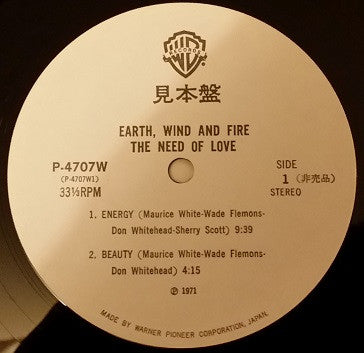 WB
RECORDS
見本盤
EARTH, WIND AND FIRE
THE NEED OF LOVE
P-4707W
(P-4707W1)
33⅓RPM
SIDE
1 (非売品)
STEREO
1. ENERGY (Maurice White-Wade Flemons-
Don Whitehead-Sherry Scott) 9:39
2. BEAUTY (Maurice White-Wade Flemons-
Don Whitehead) 4:15
Ⓟ 1971
MADE BY WARNER PIONEER CORPORATION, JAPAN.